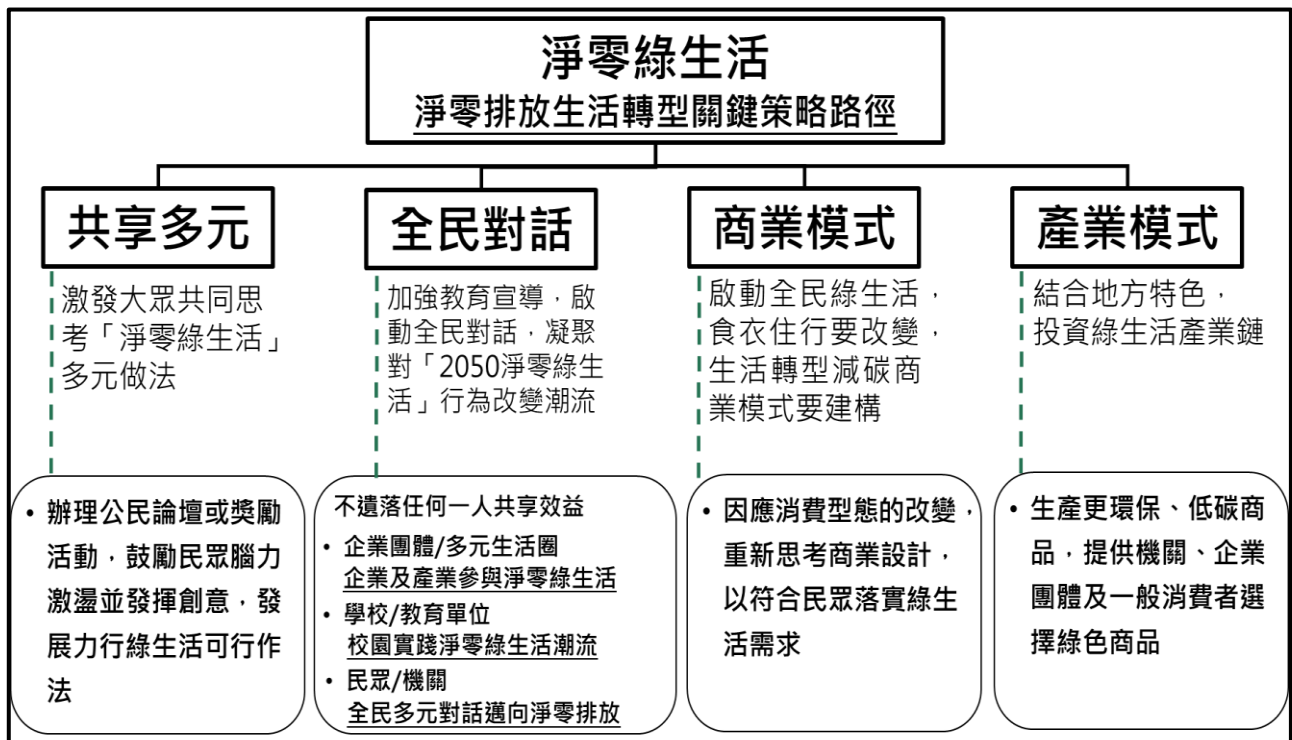 淨零綠生活
淨零排放生活轉型關鍵策略路徑
共享多元
激發大眾共同思
考「淨零綠生活」
多元做法
• 辦理公民論壇或獎勵
活動，鼓勵民眾腦力
激盪並發揮創意，發
展力行綠生活可行作
法
全民對話
加強教育宣導，啟
動全民對話，凝聚
對「2050淨零綠生
活」行為改變潮流
不遺落任何一人共享效益
• 企業團體/多元生活圈
企業及產業參與淨零綠生活
• 學校/教育單位
校園實踐淨零綠生活潮流
• 民眾/機關
全民多元對話邁向淨零排放
商業模式
啟動全民綠生活，
食衣住行要改變，
生活轉型減碳商
業模式要建構
• 因應消費型態的改變，
重新思考商業設計，
以符合民眾落實綠生
活需求
產業模式
結合地方特色，
投資綠生活產業鏈
• 生產更環保、低碳商
品，提供機關、企業
團體及一般消費者選
擇綠色商品